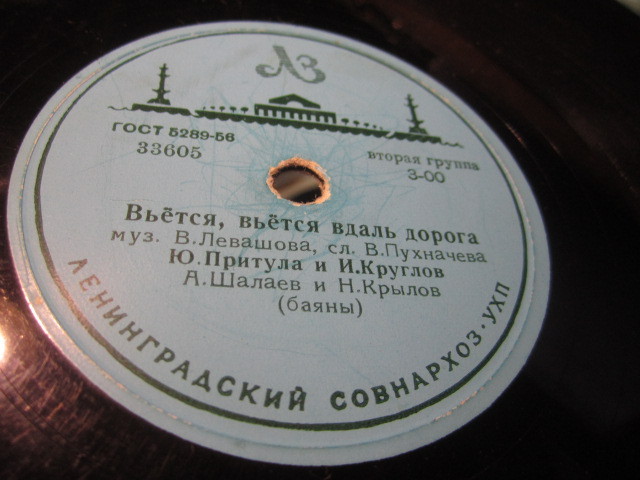 ЛЗ
ГОСТ 5289-56
33605
вторая группа
3-00
Вьётся, вьётся вдаль дорога
муз. В.Левашова, сл. В.Пухначева
Ю.Притула и И.Круглов
А.Шалаев и Н.Крылов
(баяны)
ЛЕНИНГРАДСКИЙ СОВНАРХОЗ·УХП